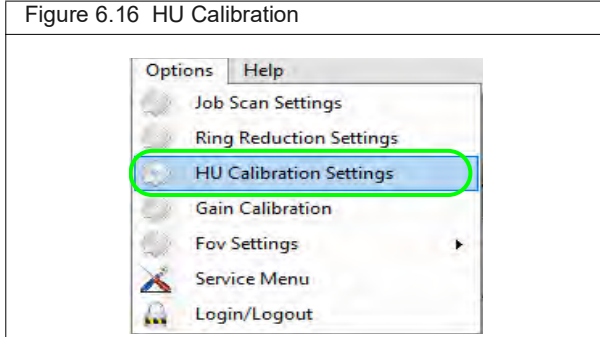 Figure 6.16 HU Calibration
Options Help
Job Scan Settings
Ring Reduction Settings
HU Calibration Settings
Gain Calibration
Fov Settings
Service Menu
Login/Logout